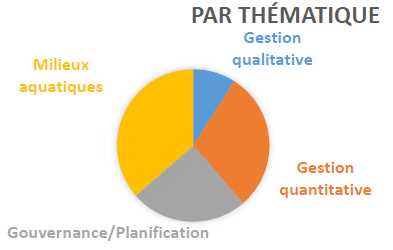 PAR THÉMATIQUE
Gestion
qualitative
Milieux
aquatiques
Gestion
quantitative
Gouvernance/Planification